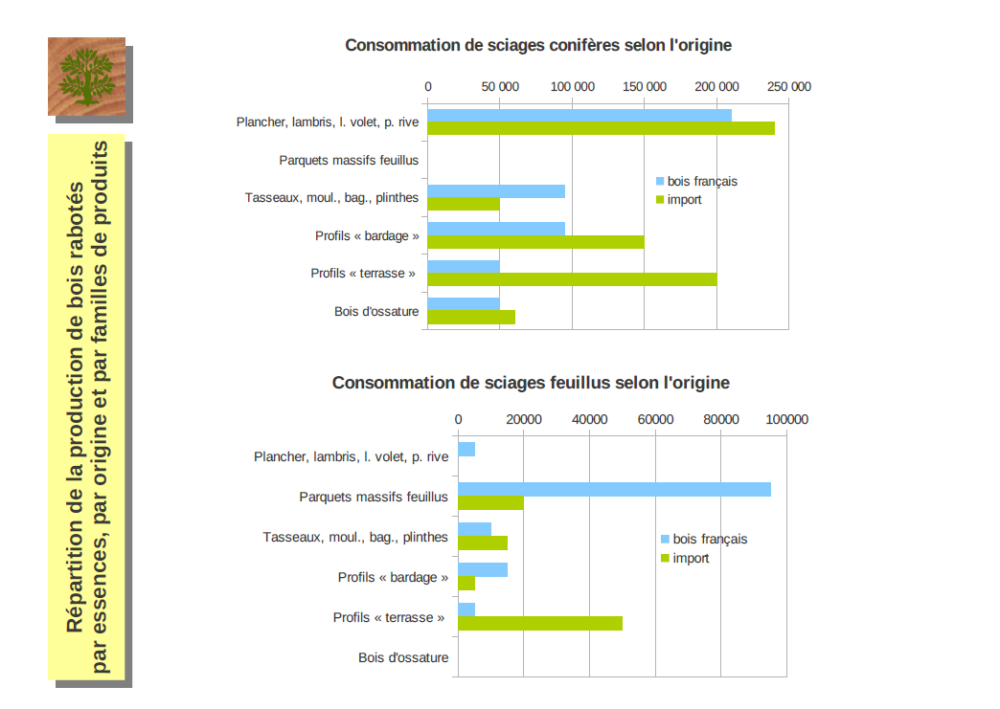 Répartition de la production de bois rabotés
par essences, par origine et par familles de produits
Consommation de sciages conifères selon l'origine
0 50 000 100 000 150 000 200 000 250 000
Plancher, lambris, l. volet, p. rive
Parquets massifs feuillus
Tasseaux, moul., bag., plinthes
Profils « bardage »
Profils « terrasse »
Bois d'ossature
bois français
import
Consommation de sciages feuillus selon l'origine
0 20000 40000 60000 80000 100000
Plancher, lambris, l. volet, p. rive
Parquets massifs feuillus
Tasseaux, moul., bag., plinthes
Profils « bardage »
Profils « terrasse »
Bois d'ossature
bois français
import